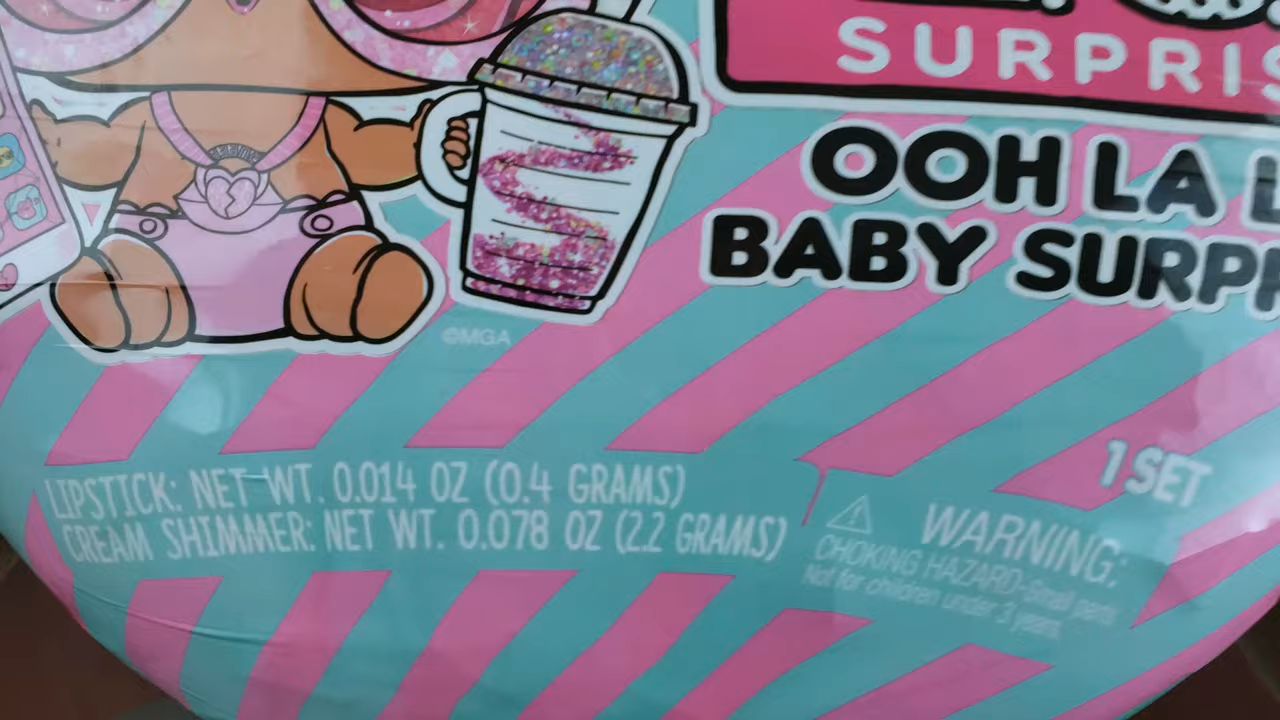 SURPRIS
OOH LA L
BABY SURPR
©MGA
1 SET
LIPSTICK: NET WT. 0.014 OZ (0.4 GRAMS)
CREAM SHIMMER: NET WT. 0.078 OZ (2.2 GRAMS)
WARNING:
CHOKING HAZARD-Small parts
Not for children under 3 years